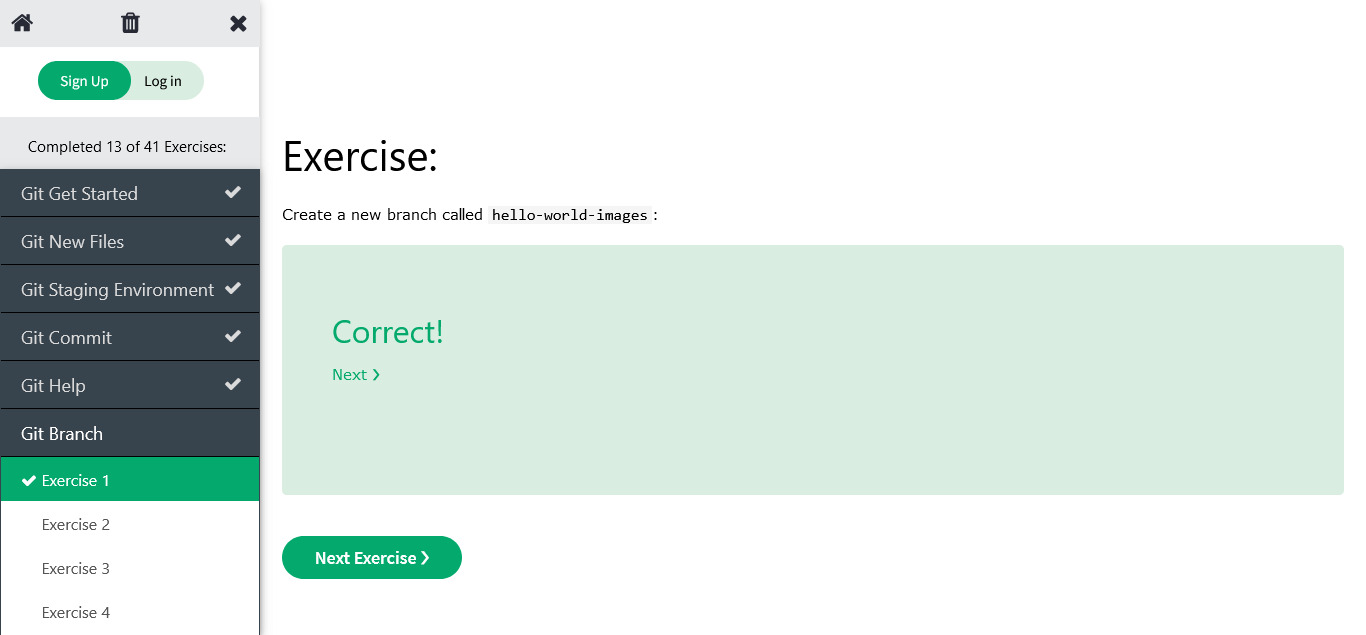 Sign Up
Log in
Completed 13 of 41 Exercises:
Git Get Started
Git New Files
Git Staging Environment
Git Commit
Git Help
Git Branch
Exercise 1
Exercise 2
Exercise 3
Exercise 4
Exercise:
Create a new branch called hello-world-images :
Correct!
Next ❯
Next Exercise ❯